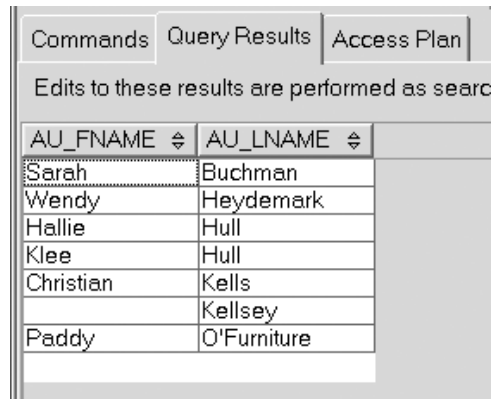 Commands Query Results Access Plan
Edits to these results are performed as searc
AU_FNAME AU_LNAME
Sarah Buchman
Wendy Heydemark
Hallie Hull
Klee Hull
Christian Kells
Kellsey
Paddy O'Furniture